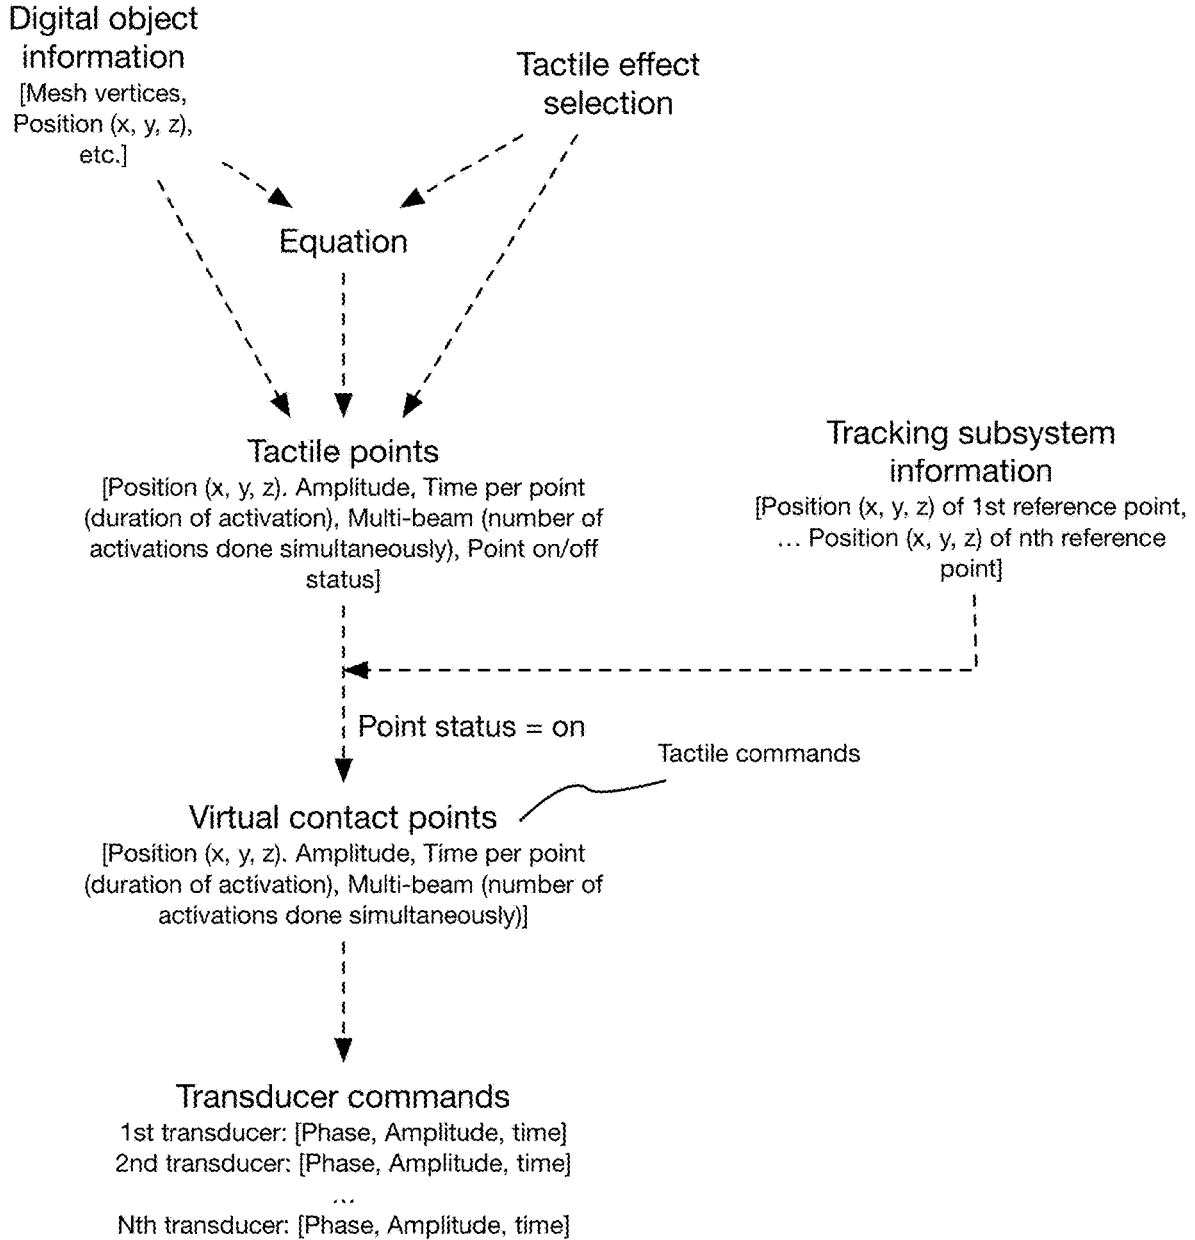 Digital object
information
[Mesh vertices,
Position (x, y, z),
etc.]
Tactile effect
selection
Equation
Tactile points
[Position (x, y, z). Amplitude, Time per point
(duration of activation), Multi-beam (number of
activations done simultaneously), Point on/off
status]
Tracking subsystem
information
[Position (x, y, z) of 1st reference point,
... Position (x, y, z) of nth reference
point]
Point status = on
Tactile commands
Virtual contact points
[Position (x, y, z). Amplitude, Time per point
(duration of activation), Multi-beam (number of
activations done simultaneously)]
Transducer commands
1st transducer: [Phase, Amplitude, time]
2nd transducer: [Phase, Amplitude, time]
...
Nth transducer: [Phase, Amplitude, time]